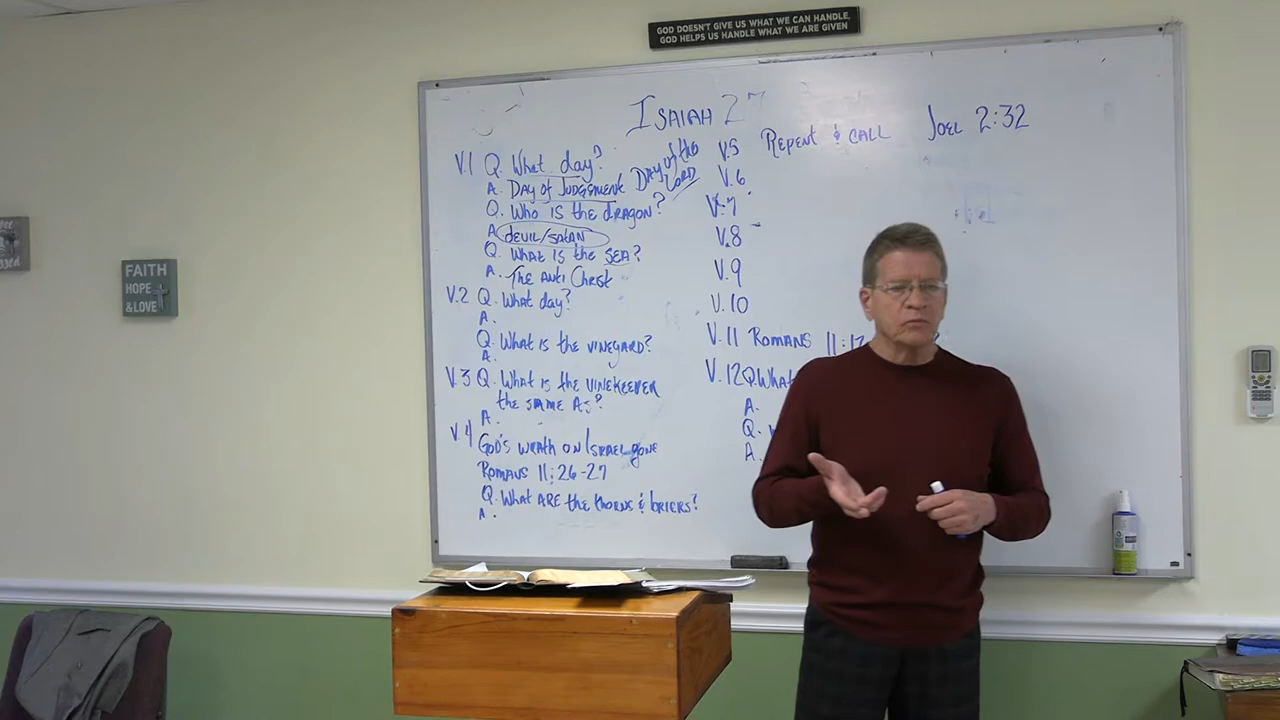 GOD DOESN'T GIVE US WHAT WE CAN HANDLE,
GOD HELPS US HANDLE WHAT WE ARE GIVEN
ISAIAH 27
V.1 Q. What day?
A. DAY OF JUDGEMENT DAY of the LORD
Q. Who is the dRAGON?
A devil/SATAN
Q. What is the SEA?
A. The ANTI Christ
V.2 Q. What day?
A.
Q. What is the VINEYARD?
A.
V.3 Q. What is the VINEKEEPER
the SAME As?
A.
V.4 GOD'S WRATH ON ISRAEL gone
ROMANS 11:26-27
Q. What ARE the thORNS & bRIERS?
A.
V.5 REPENT & CALL JOEL 2:32
V.6
V.7
V.8
V.9
V.10
V.11 ROMANS 11:17
V.12 Q. What
A.
Q.
A.
FAITH
HOPE
& LOVE